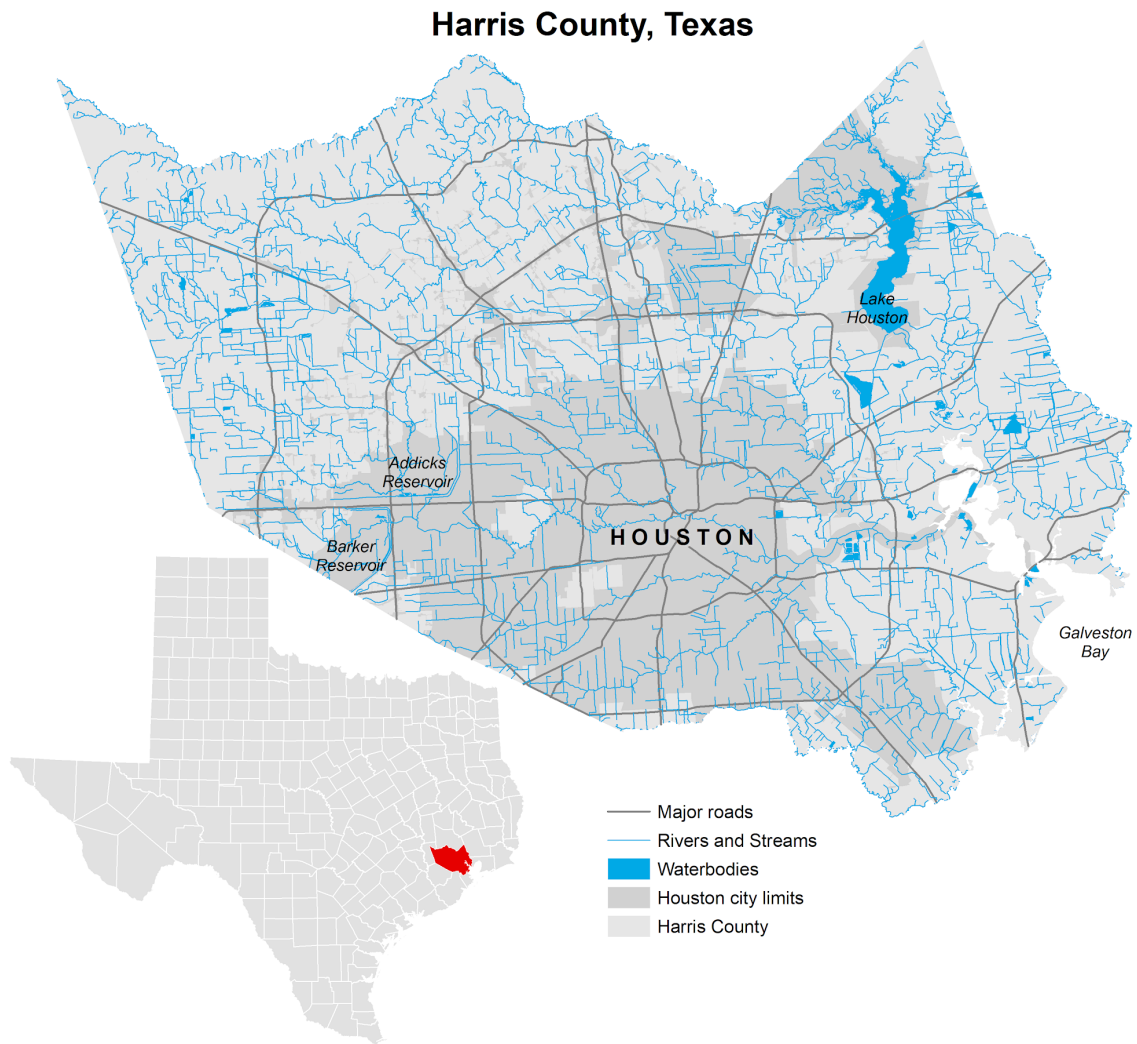 Harris County, Texas
Lake
Houston
Addicks
Reservoir
HOUSTON
Barker
Reservoir
Galveston
Bay
Major roads
Rivers and Streams
Waterbodies
Houston city limits
Harris County